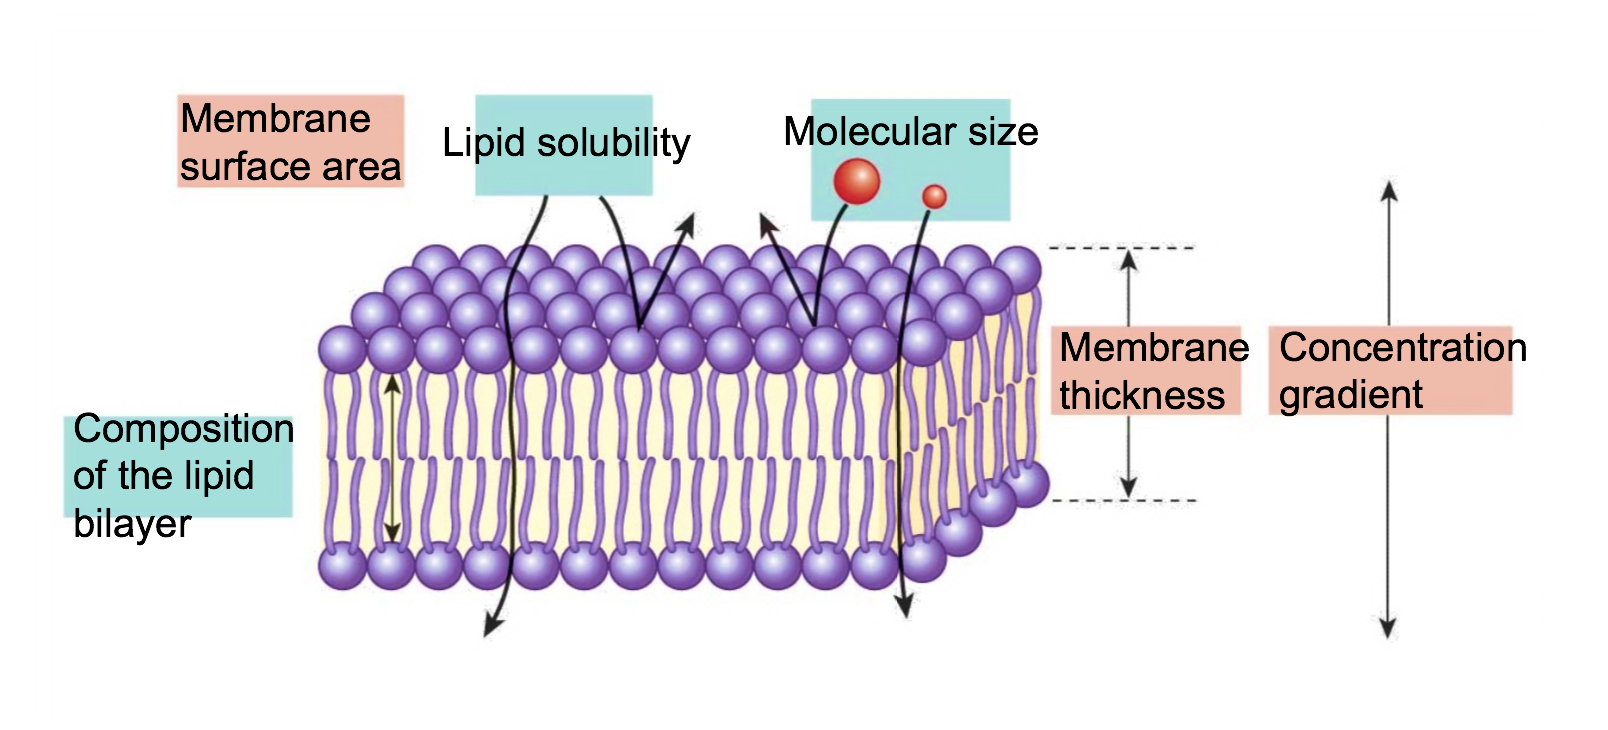 Membrane
surface area
Lipid solubility
Molecular size
Membrane
thickness
Concentration
gradient
Composition
of the lipid
bilayer